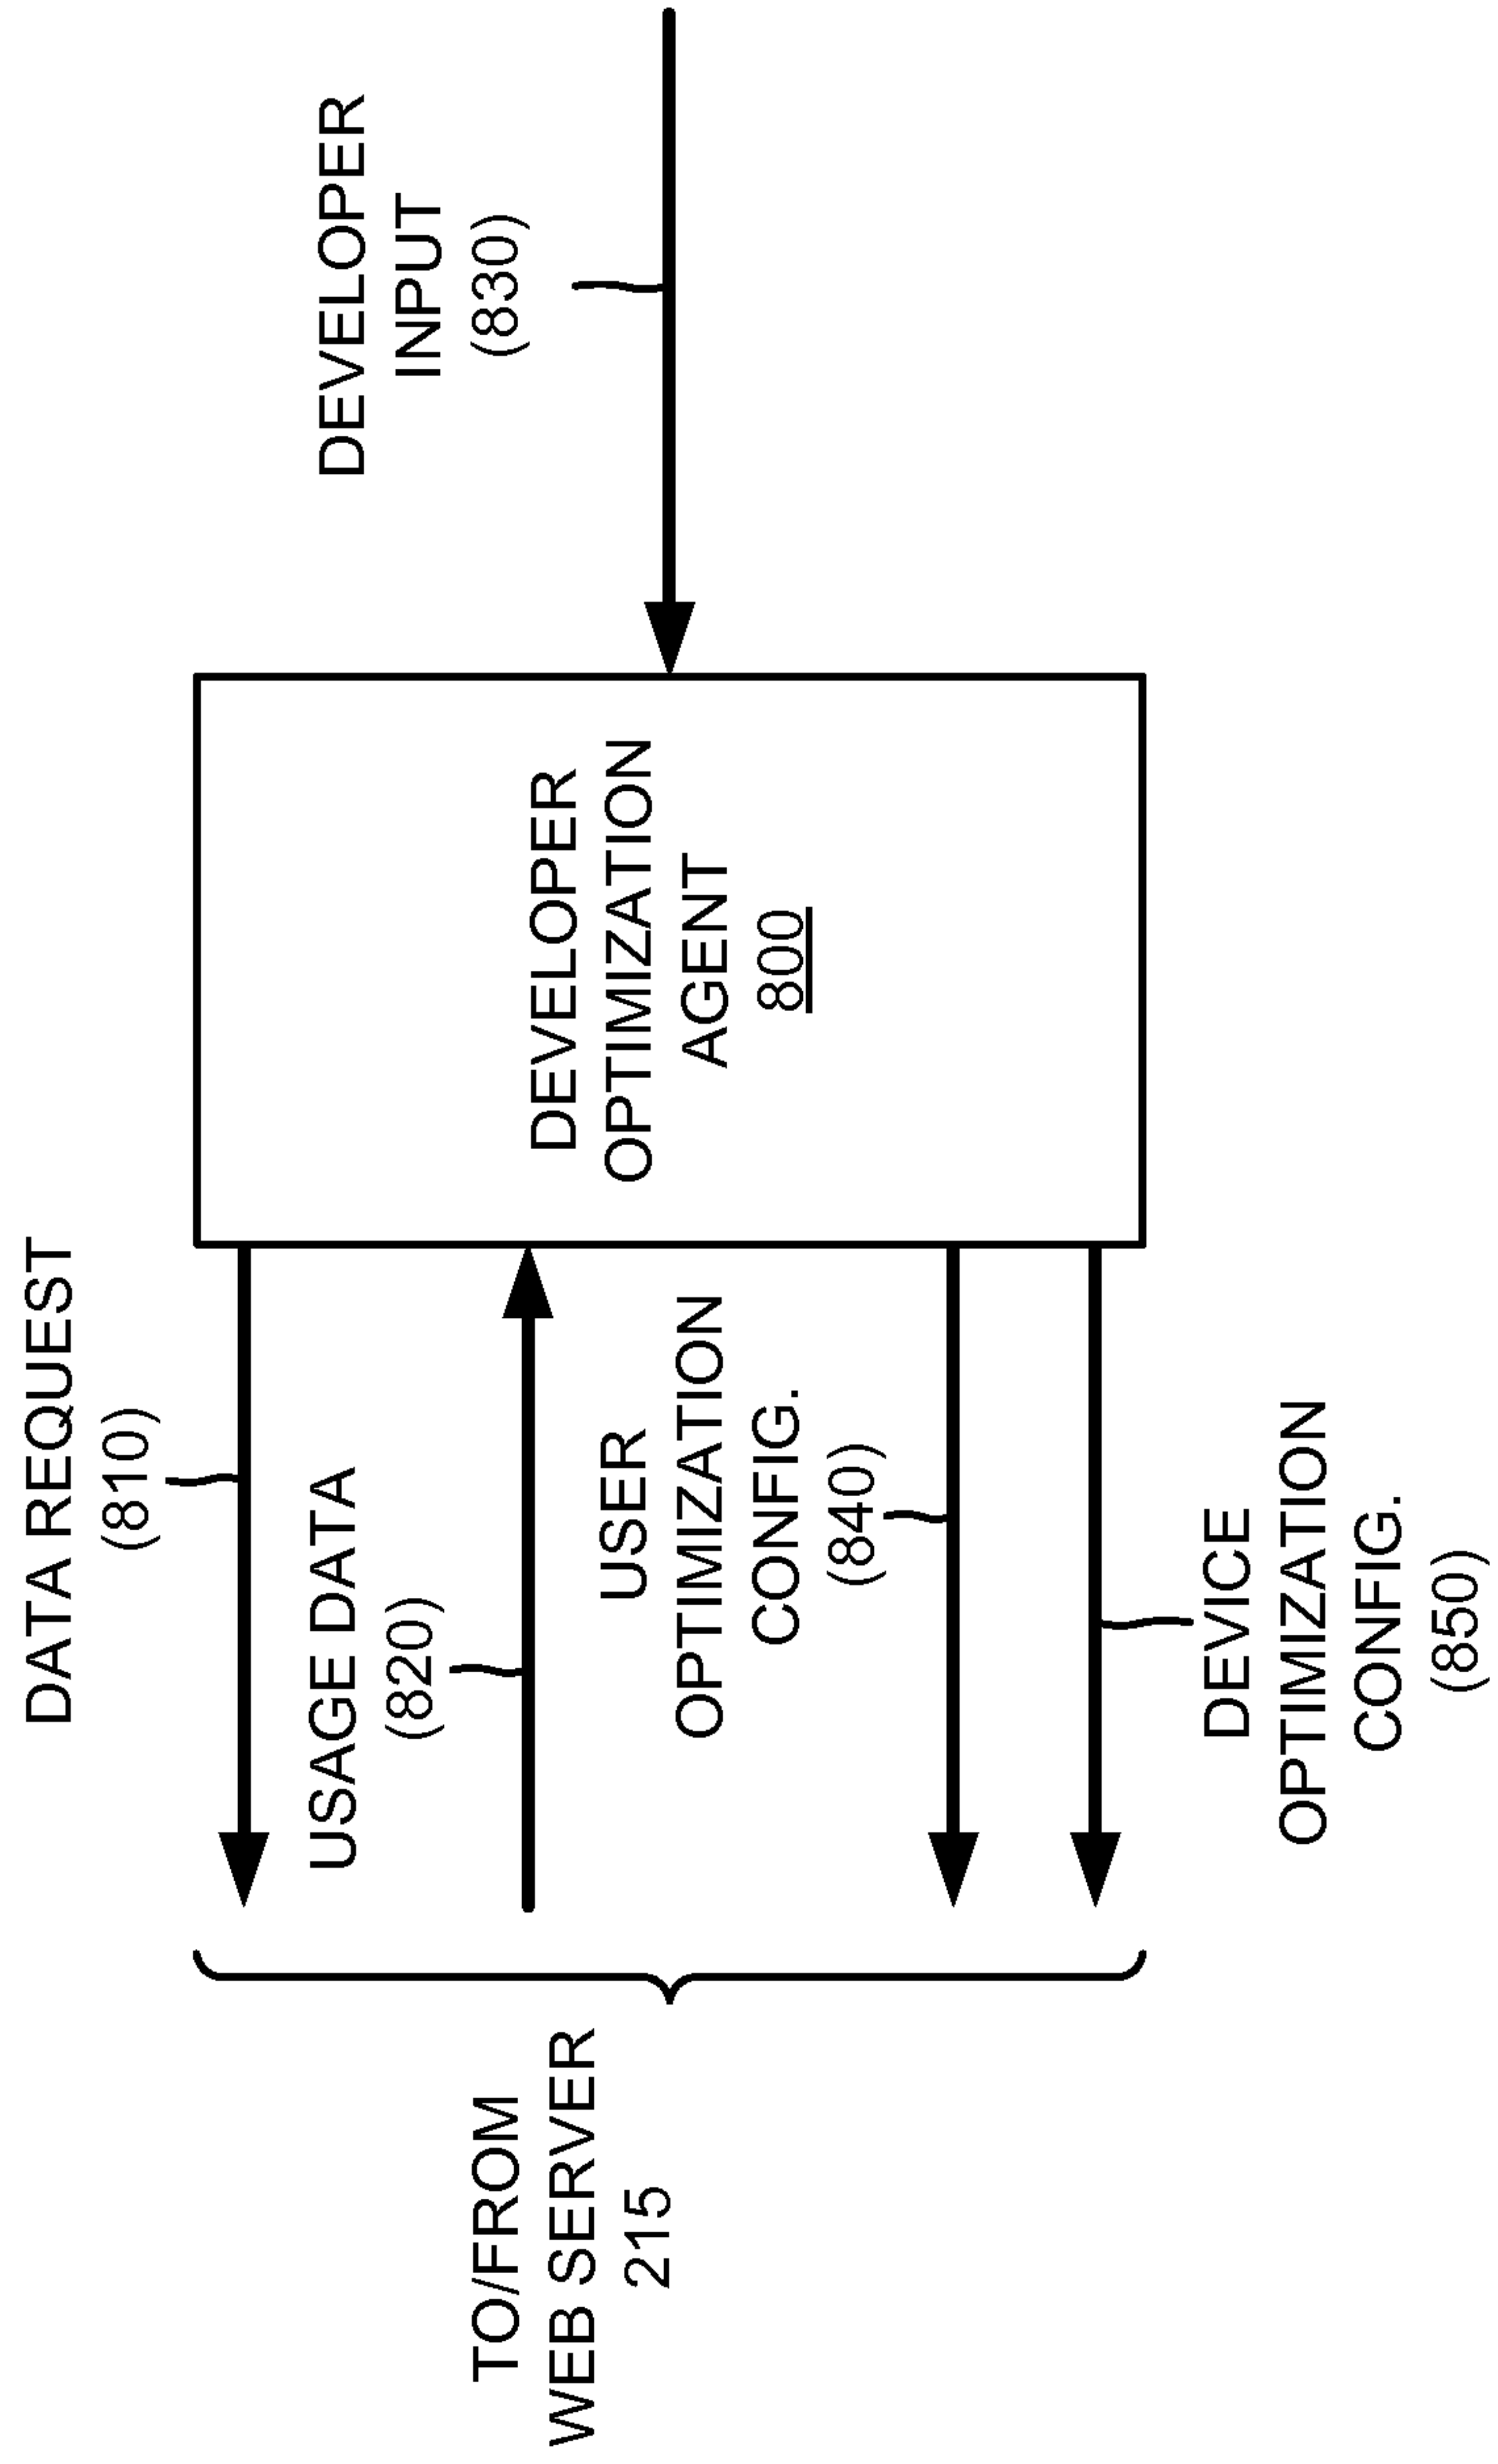 DATA REQUEST
(810)
USAGE DATA
(820)
USER
OPTIMIZATION
CONFIG.
(840)
DEVICE
OPTIMIZATION
CONFIG.
(850)
TO/FROM
WEB SERVER
215
DEVELOPER
OPTIMIZATION
AGENT
800
DEVELOPER
INPUT
(830)